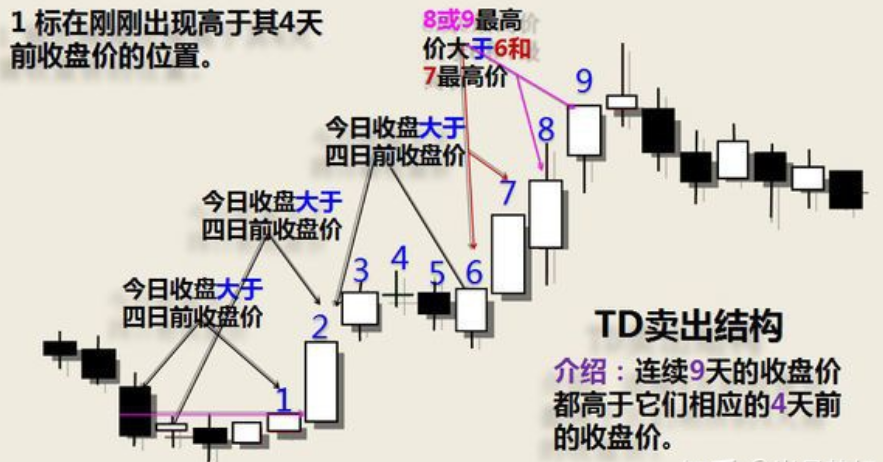 1 标在刚刚出现高于其4天
前收盘价的位置。
8或9最高
价大于6和
7最高价
今日收盘大于
四日前收盘价
今日收盘大于
四日前收盘价
今日收盘大于
四日前收盘价
1
2
3
4
5
6
7
8
9
TD卖出结构
介绍：连续9天的收盘价
都高于它们相应的4天前
的收盘价。